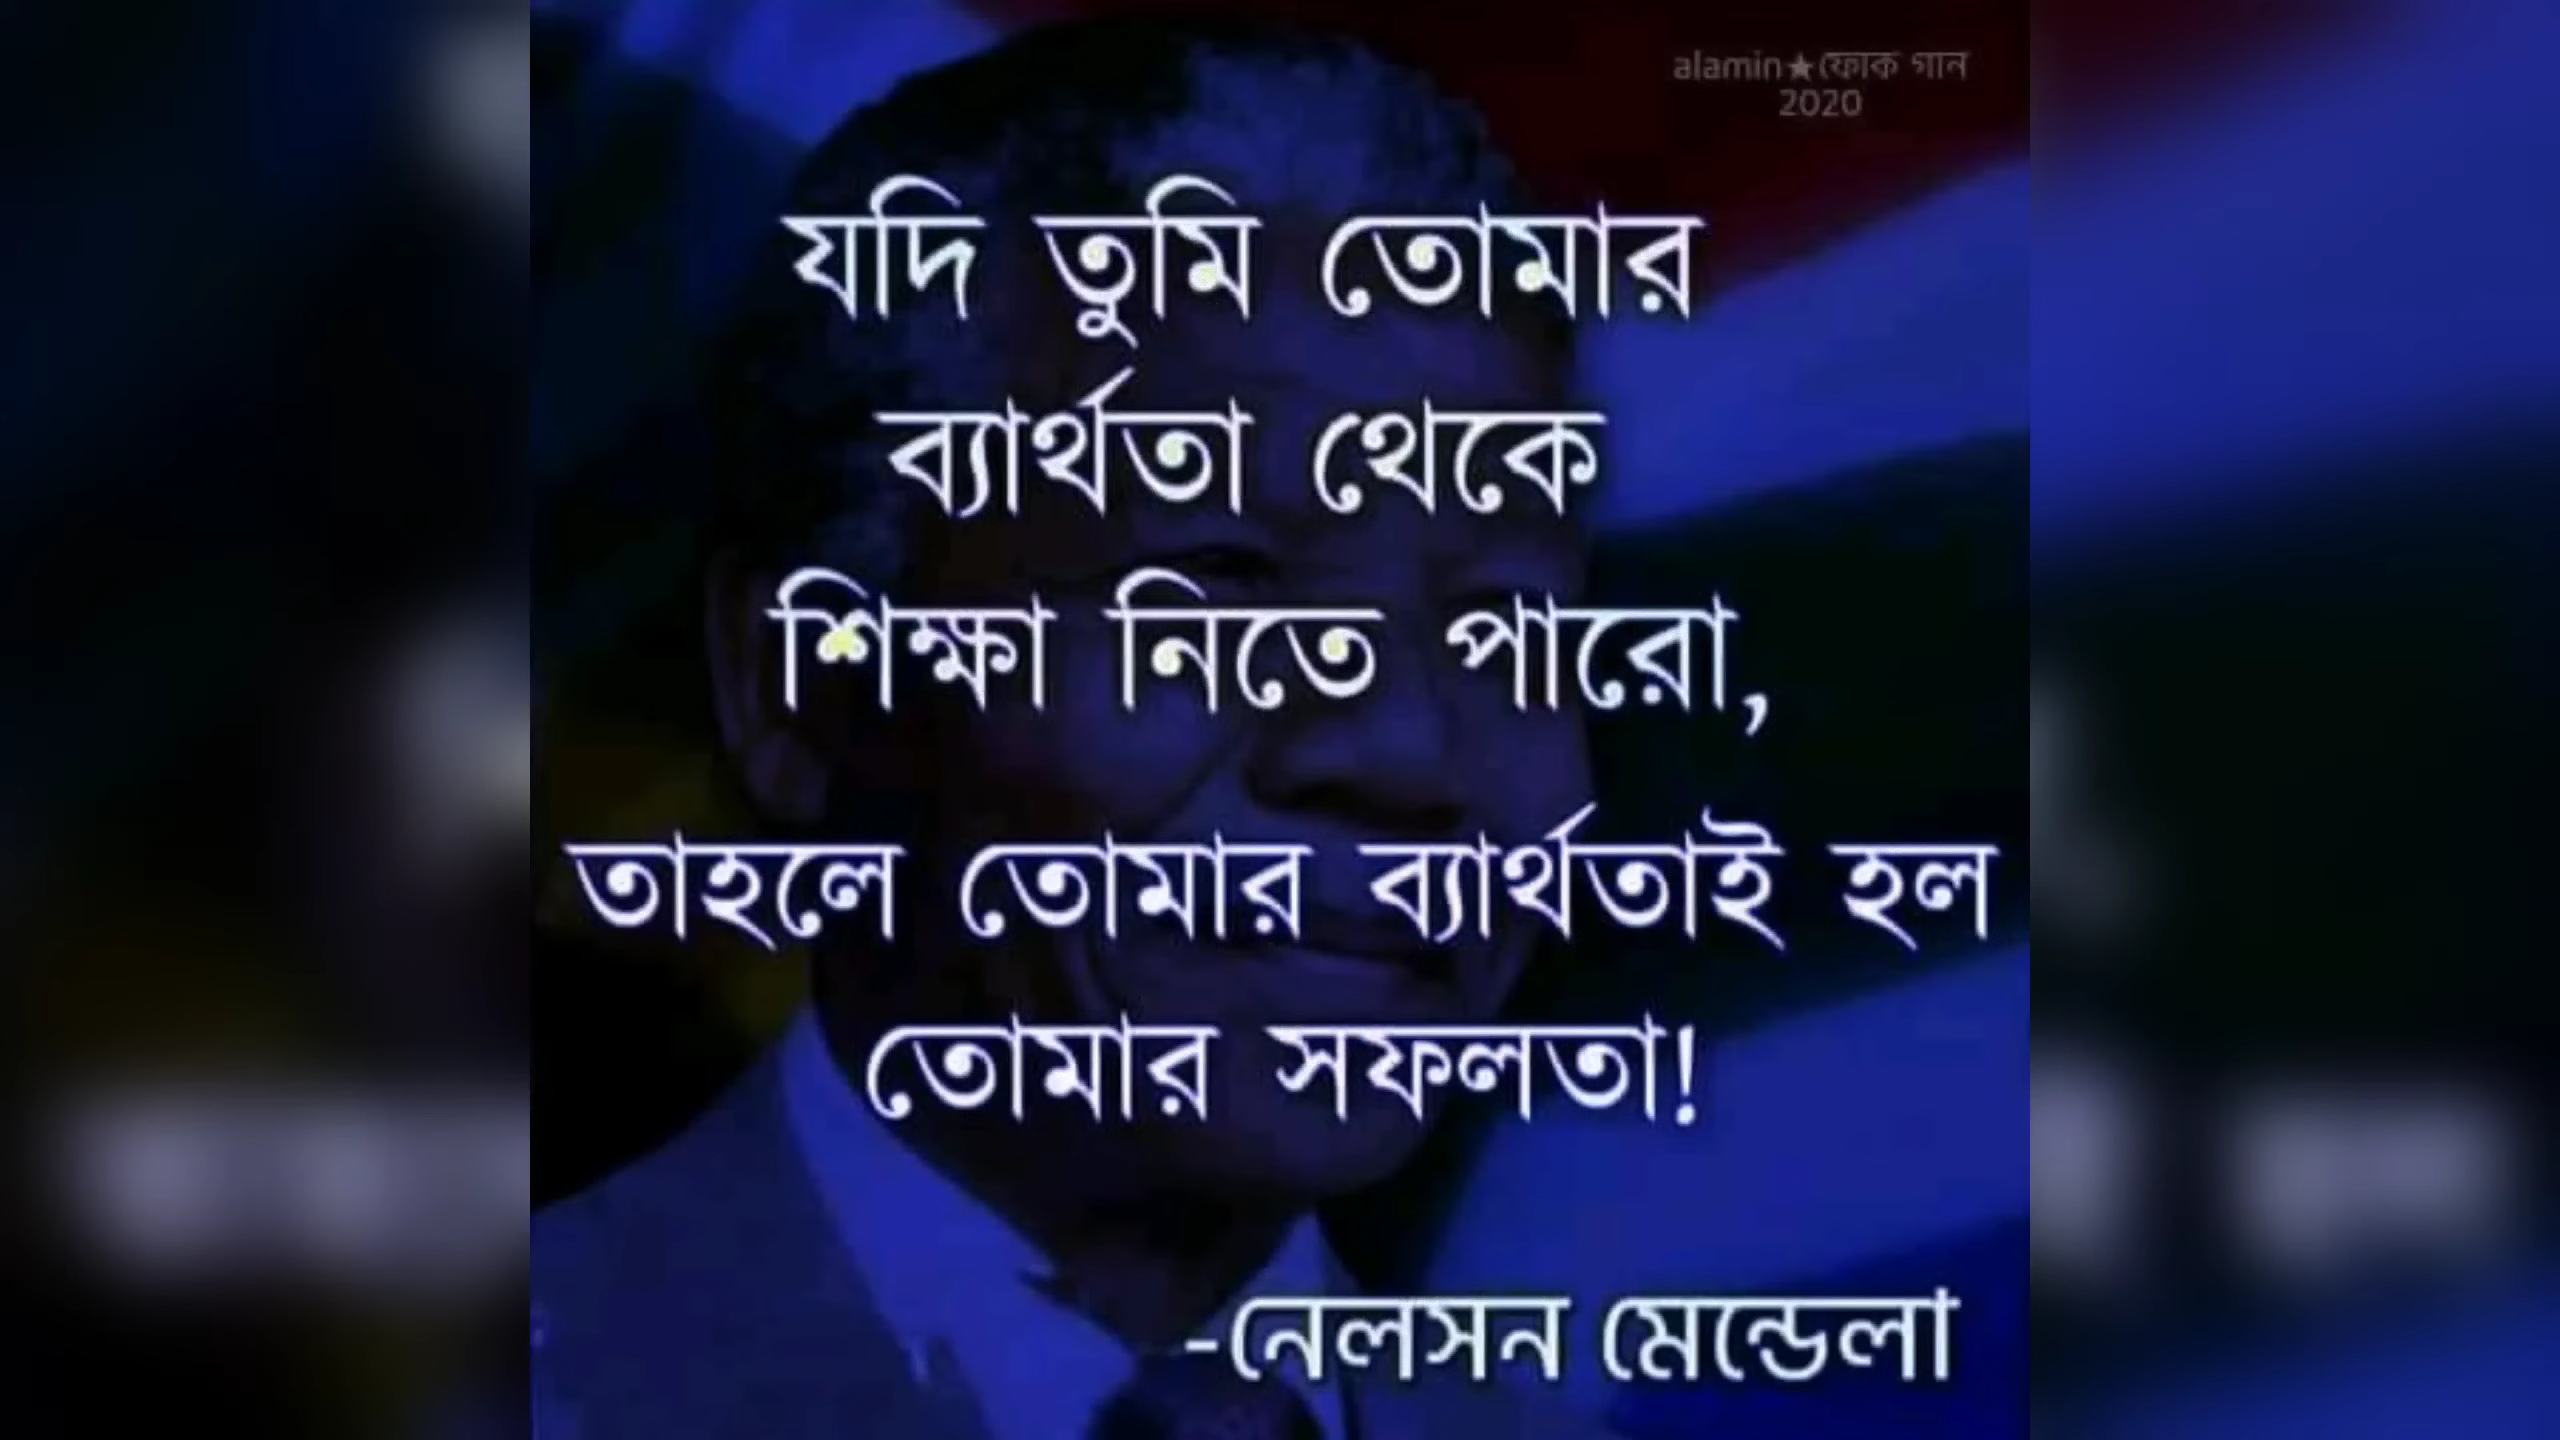 alamin★ফোক গান
2020
যদি তুমি তোমার
ব্যার্থতা থেকে
শিক্ষা নিতে পারো,
তাহলে তোমার ব্যার্থতাই হল
তোমার সফলতা!
-নেলসন মেন্ডেলা